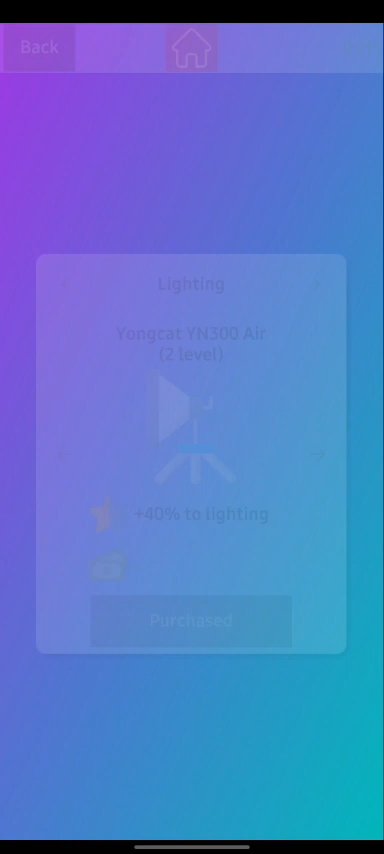 Back
Lighting
Yongcat YN300 Air
(2 level)
+40% to lighting
Purchased